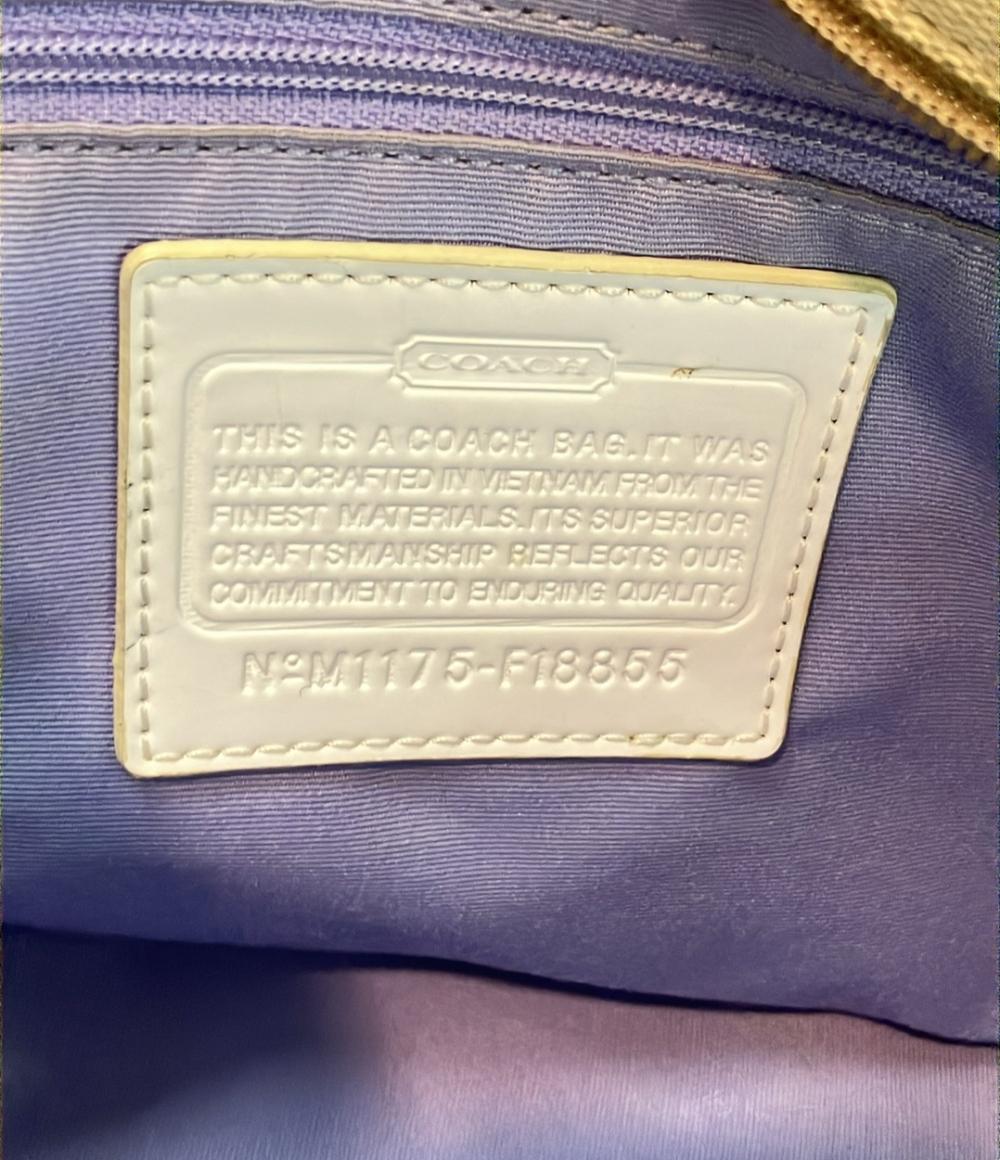 COACH
THIS IS A COACH BAG.IT WAS
HANDCRAFTED IN VIETNAM FROM THE
FINEST MATERIALS.ITS SUPERIOR
CRAFTSMANSHIP REFLECTS OUR
COMMITMENT TO ENDURING QUALITY.
Nº M1175-F18855